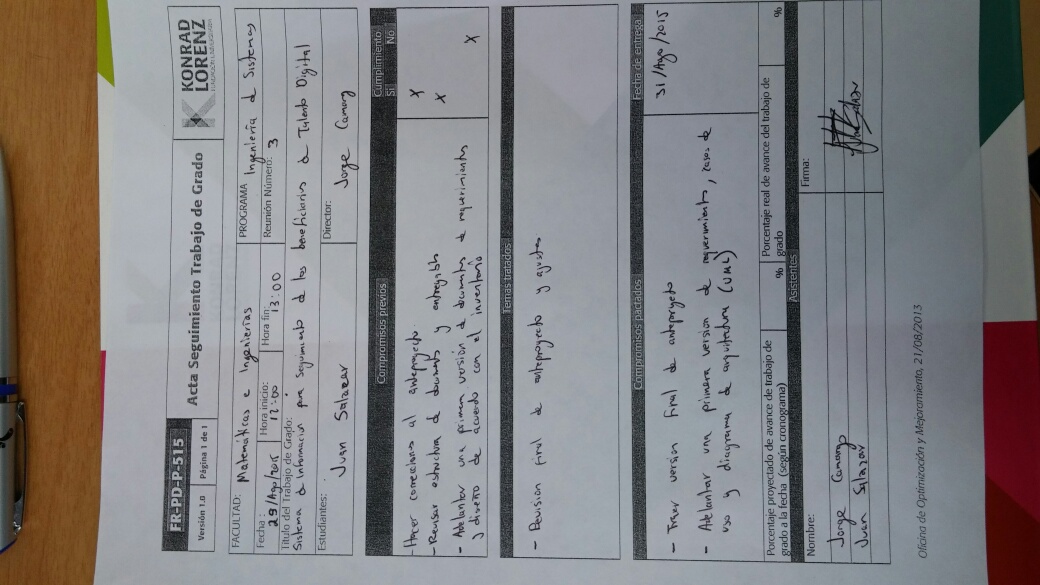 FR-PD-P-515
Versión 1.0 Página 1 de 1
Acta Seguimiento Trabajo de Grado
KONRAD
LORENZ
FUNDACIÓN UNIVERSITARIA
FACULTAD: Matemáticas e Ingenierías
PROGRAMA Ingeniería de Sistemas
Fecha: 29/Ago/2015 Hora inicio: 12:00 Hora fin: 13:00 Reunión Número: 3
Título del Trabajo de Grado:
Sistema de Información para seguimiento de los beneficiarios de Talento Digital
Estudiantes: Juan Salazar
Director: Jorge Camargo
Compromisos previos
Cumplimiento
Si No
- Hacer correcciones al anteproyecto. X
- Revisar estructura de documento y entregables X
- Adelantar una primera versión de documentos de requerimientos
y diseño de acuerdo con el inventario X
Temas tratados
- Revision final de anteproyecto y ajustes
Compromisos pactados Fecha de entrega
31/Ago/2015
- Traer version final de anteproyecto
- Adelantar una primera version de requerimientos, casos de
uso y diagrama de arquitectura (UML)
Porcentaje proyectado de avance de trabajo de
grado a la fecha (según cronograma) %
Porcentaje real de avance del trabajo de
grado %
Asistentes
Nombre: Firma:
Jorge Camargo
Juan Salazar
Oficina de Optimización y Mejoramiento, 21/08/2013